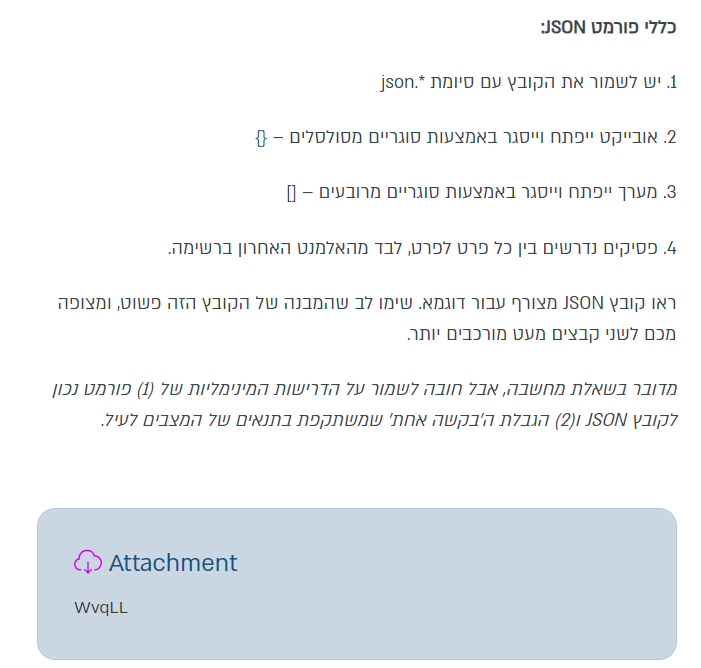 כללי פורמט JSON:
1. יש לשמור את הקובץ עם סיומת *.json
2. אובייקט ייפתח וייסגר באמצעות סוגריים מסולסלים – {}
3. מערך ייפתח וייסגר באמצעות סוגריים מרובעים – []
4. פסיקים נדרשים בין כל פרט לפרט, לבד מהאלמנט האחרון ברשימה.
ראו קובץ JSON מצורף עבור דוגמא. שימו לב שהמבנה של הקובץ הזה פשוט, ומצופה
מכם לשני קבצים מעט מורכבים יותר.
מדובר בשאלת מחשבה, אבל חובה לשמור על הדרישות המינימליות של (1) פורמט נכון
לקובץ JSON ו(2) הגבלת ה'בקשה אחת' שמשתקפת בתנאים של המצבים לעיל.
Attachment
WvqLL